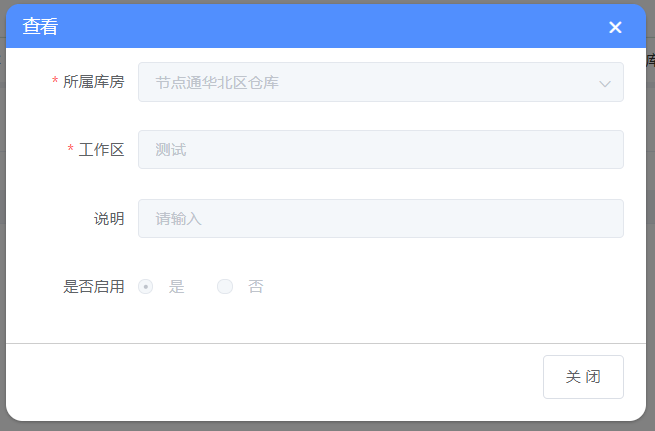 查看
* 所属库房 节点通华北区仓库
* 工作区 测试
说明 请输入
是否启用 是 否
关 闭